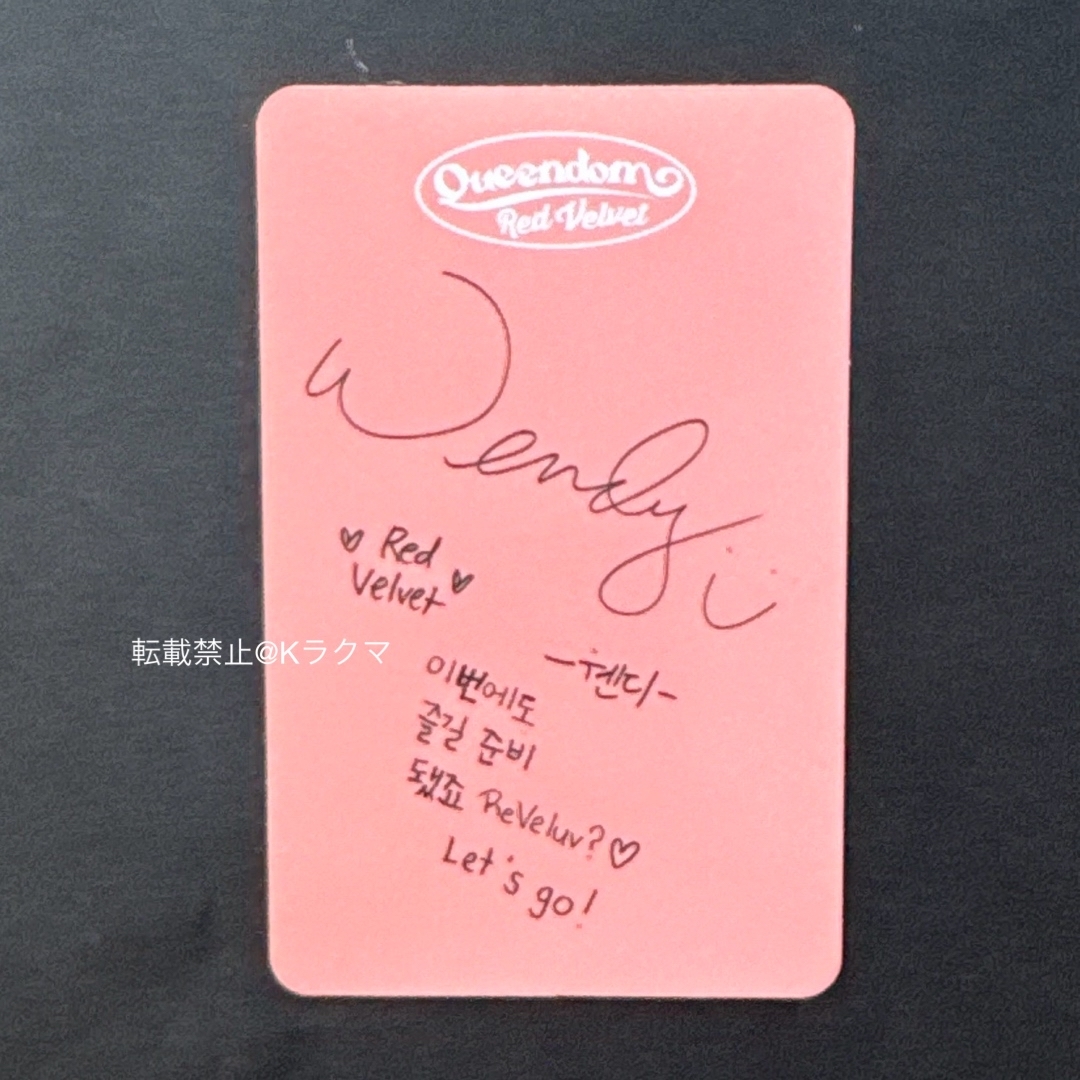 Queendom
Red Velvet
Wendy
♥ Red
Velvet ♥
転載禁止@Kラクマ
-웬디-
이번에도
즐길 준비
됐죠 ReVeluv?♡
Let's go!